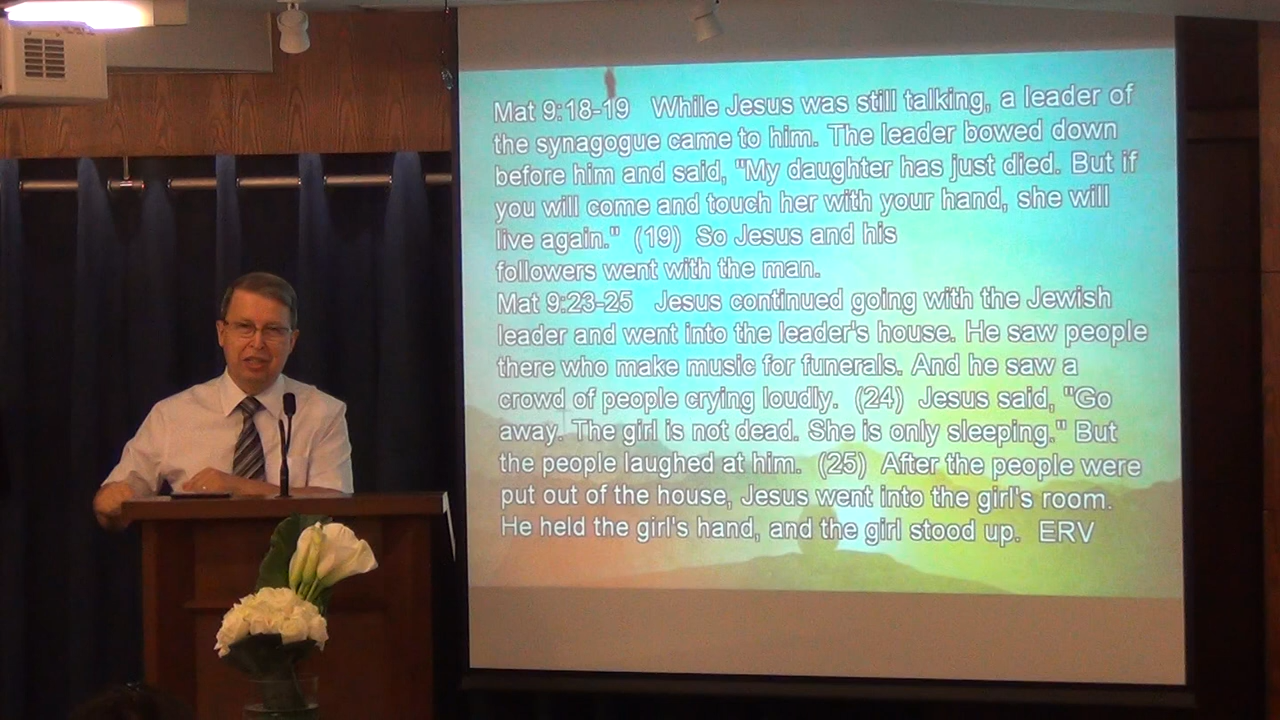 Mat 9:18-19 While Jesus was still talking, a leader of
the synagogue came to him. The leader bowed down
before him and said, "My daughter has just died. But if
you will come and touch her with your hand, she will
live again." (19) So Jesus and his
followers went with the man.
Mat 9:23-25 Jesus continued going with the Jewish
leader and went into the leader's house. He saw people
there who make music for funerals. And he saw a
crowd of people crying loudly. (24) Jesus said, "Go
away. The girl is not dead. She is only sleeping." But
the people laughed at him. (25) After the people were
put out of the house, Jesus went into the girl's room.
He held the girl's hand, and the girl stood up. ERV